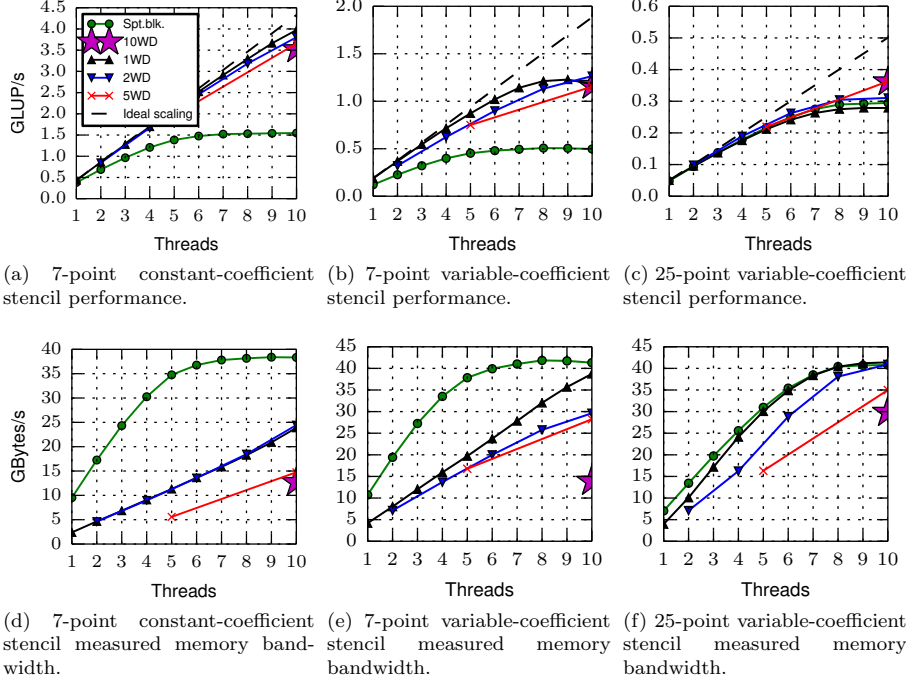 4.5
4.0
3.5
3.0
2.5
2.0
1.5
1.0
0.5
0.0
GLUP/s
Spt.blk.
10WD
1WD
2WD
5WD
Ideal scaling
1 2 3 4 5 6 7 8 9 10
Threads
(a) 7-point constant-coefficient
stencil performance.
2.0
1.5
1.0
0.5
0.0
1 2 3 4 5 6 7 8 9 10
Threads
(b) 7-point variable-coefficient
stencil performance.
0.6
0.5
0.4
0.3
0.2
0.1
0.0
1 2 3 4 5 6 7 8 9 10
Threads
(c) 25-point variable-coefficient
stencil performance.
40
35
30
25
20
15
10
5
0
GBytes/s
1 2 3 4 5 6 7 8 9 10
Threads
(d) 7-point constant-coefficient
stencil measured memory band-
width.
45
40
35
30
25
20
15
10
5
0
1 2 3 4 5 6 7 8 9 10
Threads
(e) 7-point variable-coefficient
stencil measured memory
bandwidth.
45
40
35
30
25
20
15
10
5
0
1 2 3 4 5 6 7 8 9 10
Threads
(f) 25-point variable-coefficient
stencil measured memory
bandwidth.